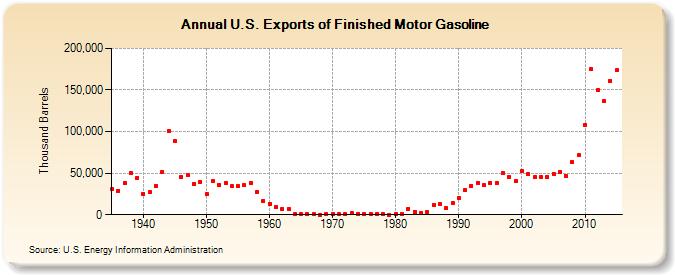 Annual U.S. Exports of Finished Motor Gasoline
Thousand Barrels
200,000
150,000
100,000
50,000
0
1940 1950 1960 1970 1980 1990 2000 2010
Source: U.S. Energy Information Administration